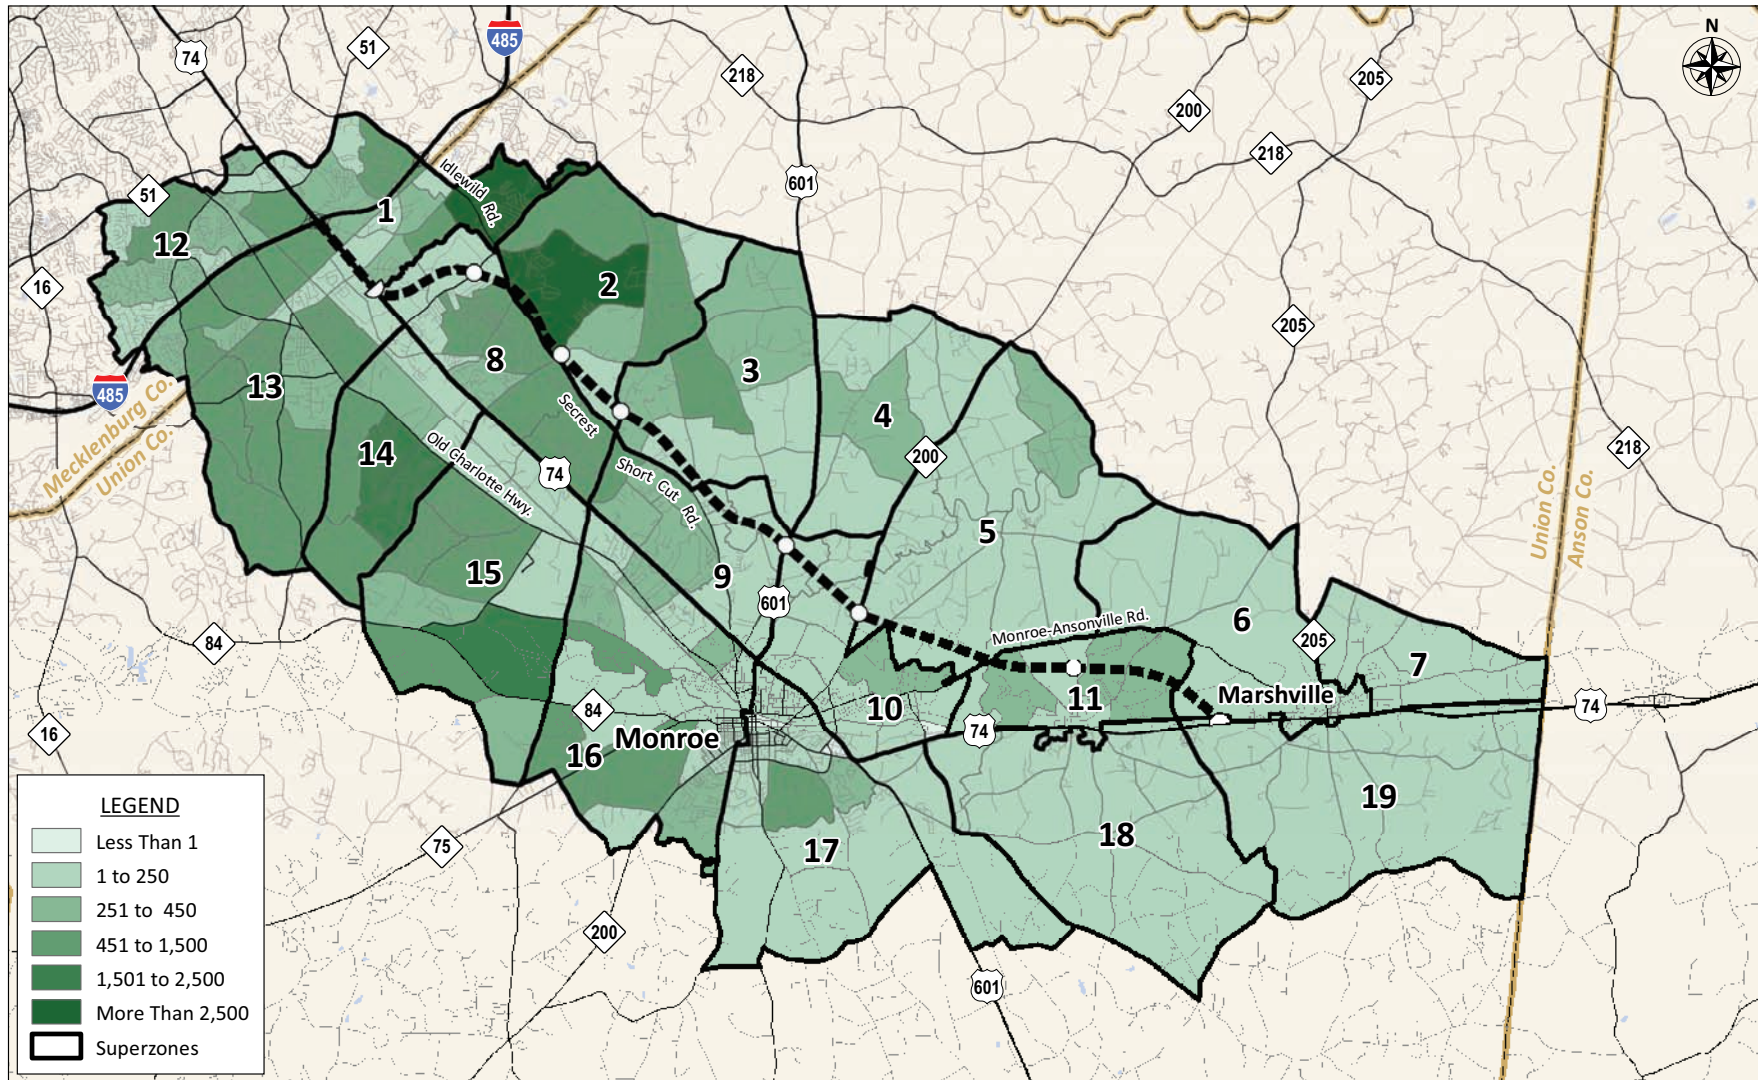 N
74
51
485
218
205
200
218
601
51
Idlewild Rd.
1
12
2
16
205
3
8
13
485
4
Mecklenburg Co.
Union Co.
Secrest
Short Cut Rd.
Old Charlotte Hwy.
14
74
200
218
Union Co.
Anson Co.
5
15
9
601
Monroe-Ansonville Rd.
6
205
7
84
84
Marshville
11
10
74
74
16
16
Monroe
19
18
17
75
200
601
LEGEND
Less Than 1
1 to 250
251 to 450
451 to 1,500
1,501 to 2,500
More Than 2,500
Superzones